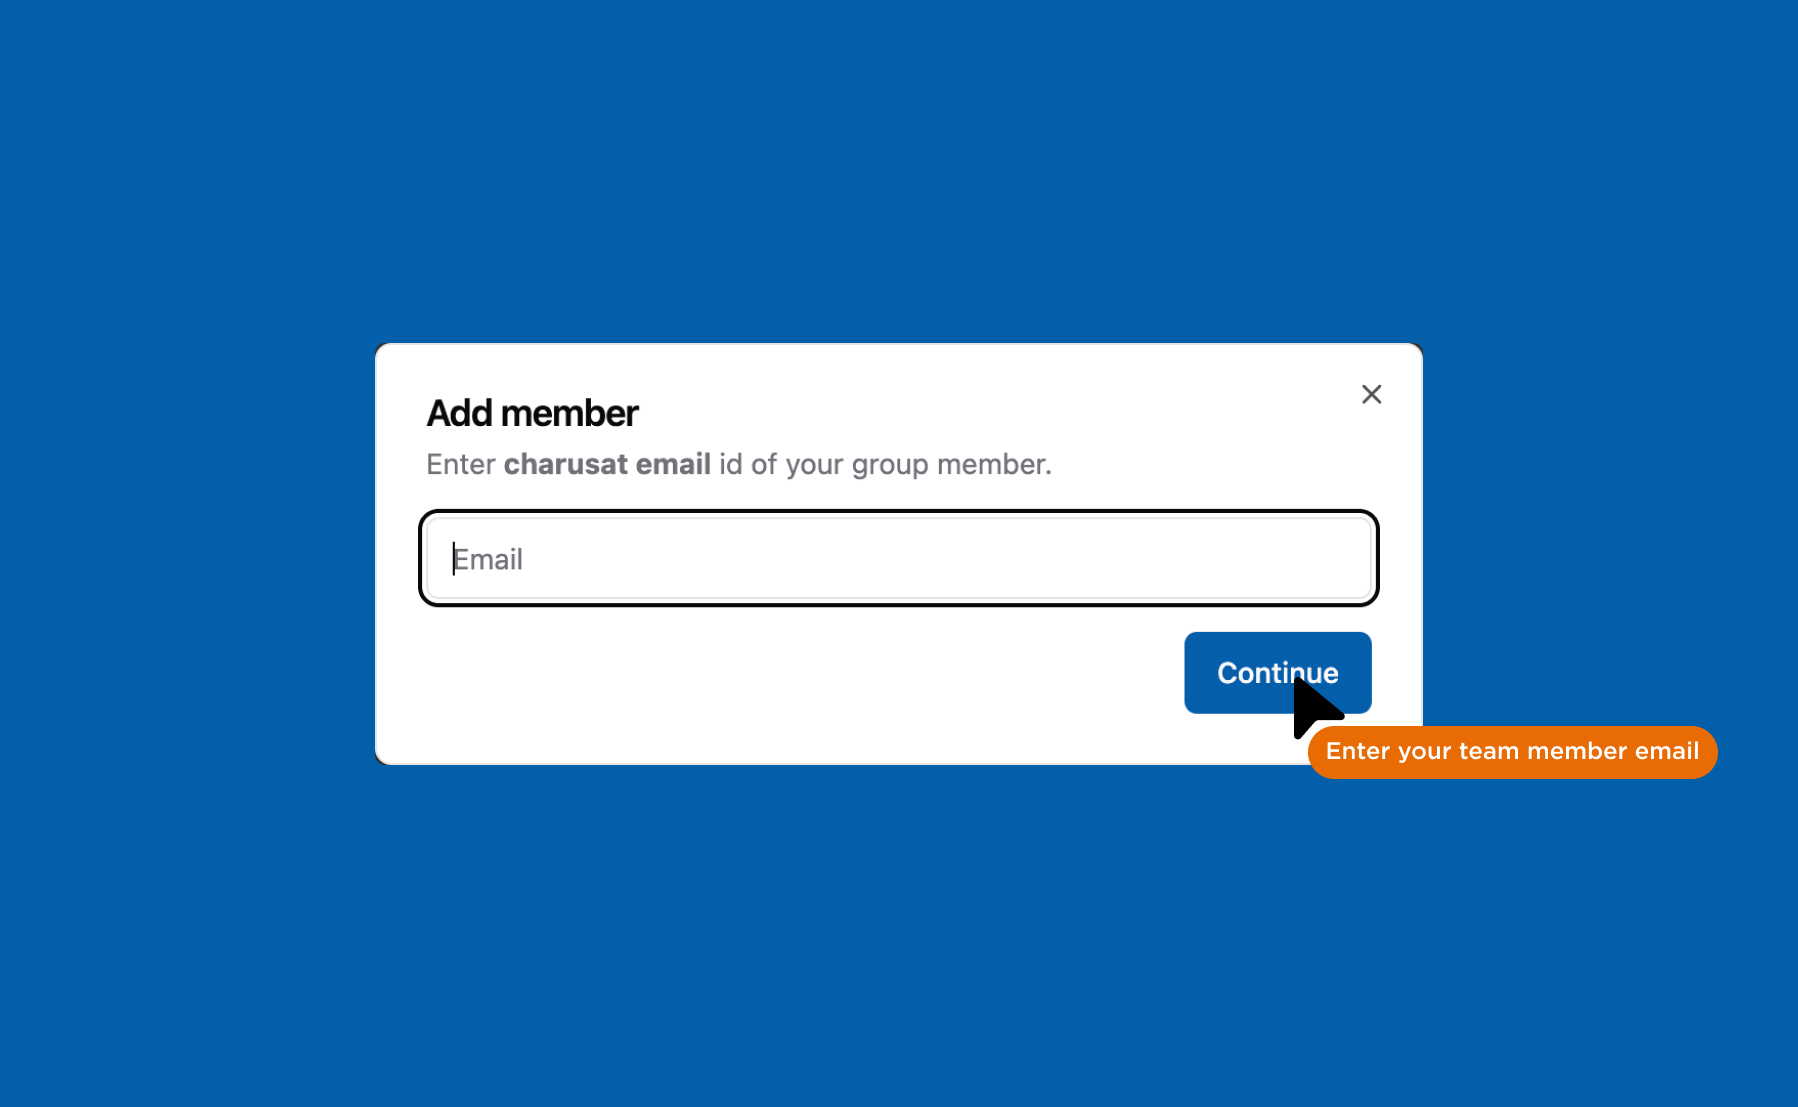 Add member
Enter charusat email id of your group member.
Email
Continue
Enter your team member email